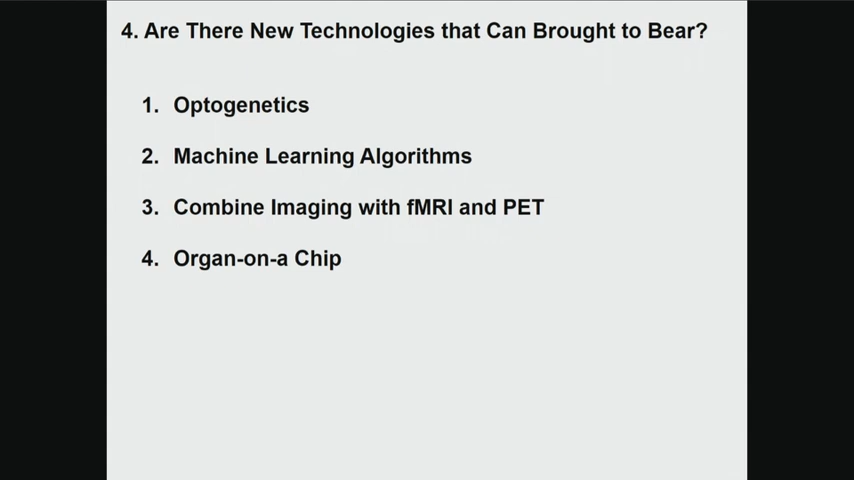 4. Are There New Technologies that Can Brought to Bear?
1. Optogenetics
2. Machine Learning Algorithms
3. Combine Imaging with fMRI and PET
4. Organ-on-a Chip